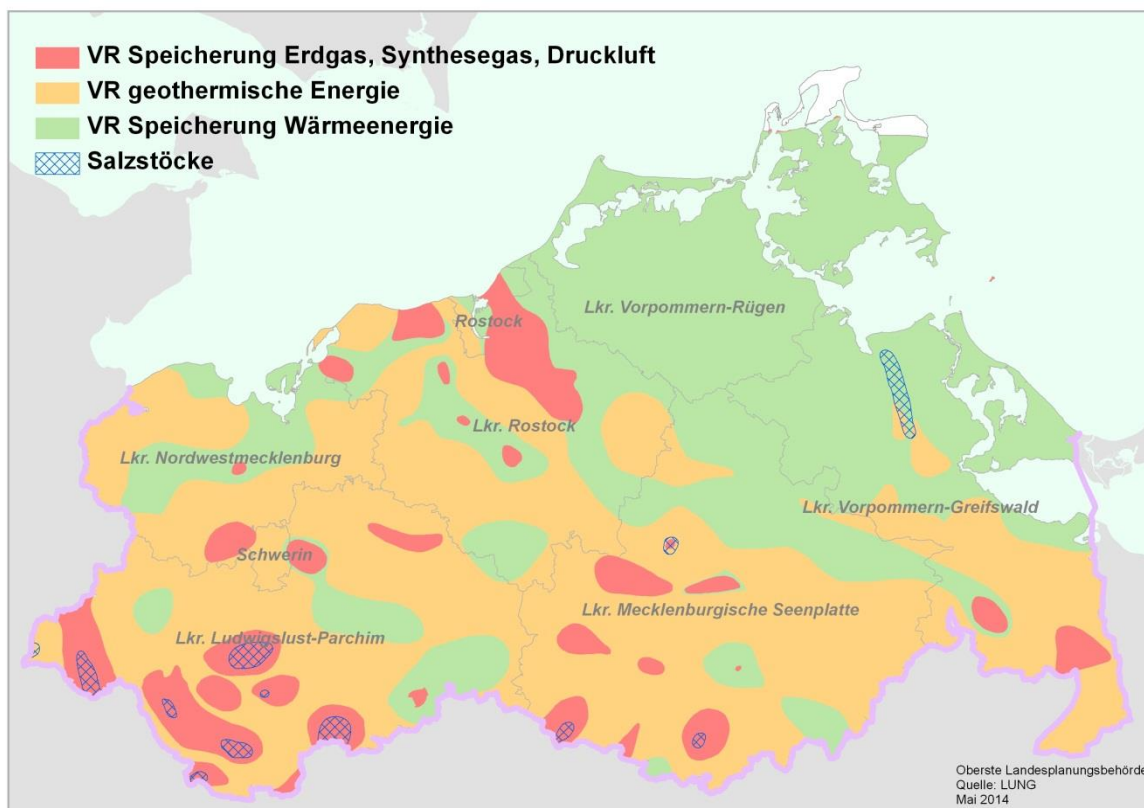 VR Speicherung Erdgas, Synthesegas, Druckluft
VR geothermische Energie
VR Speicherung Wärmeenergie
Salzstöcke
Lkr. Vorpommern-Rügen
Rostock
Lkr. Rostock
Lkr. Nordwestmecklenburg
Lkr. Vorpommern-Greifswald
Schwerin
Lkr. Mecklenburgische Seenplatte
Lkr. Ludwigslust-Parchim
Oberste Landesplanungsbehörde
Quelle: LUNG
Mai 2014